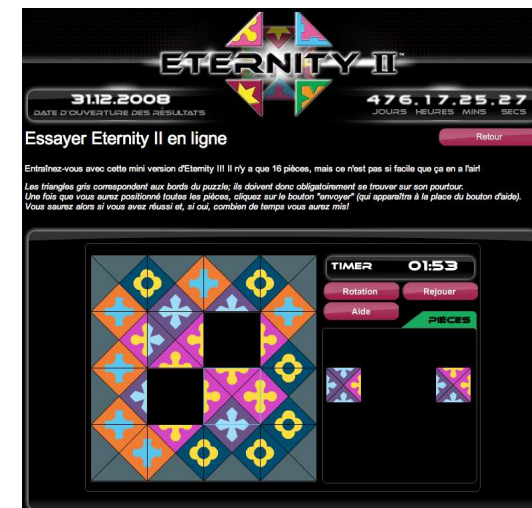 ETERNITY II™
31.12.2008
DATE D'OUVERTURE DES RÉSULTATS
476.17.25.27
JOURS HEURES MINS SECS
Essayer Eternity II en ligne
Retour
Entraînez-vous avec cette mini version d'Eternity II! Il n'y a que 16 pièces, mais ce n'est pas si facile que ça en a l'air!
Les triangles gris correspondent aux bords du puzzle; ils doivent donc obligatoirement se trouver sur son pourtour.
Une fois que vous aurez positionné toutes les pièces, cliquez sur le bouton "envoyer" (qui apparaîtra à la place du bouton d'aide).
Vous saurez alors si vous avez réussi et, si oui, combien de temps vous aurez mis!
TIMER 01:53
Rotation Rejouer
Aide
PIÈCES